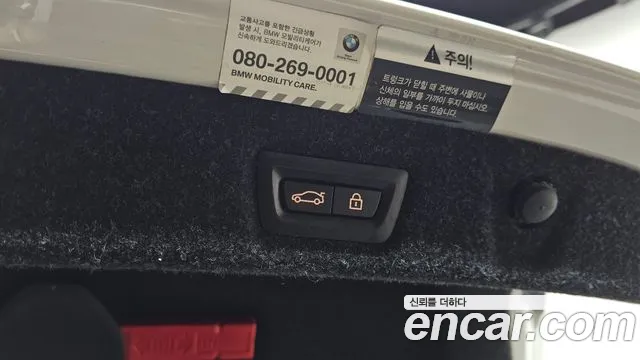 교통사고를 포함한 긴급상황
발생 시, BMW 모빌리티케어가
신속하게 도와드리겠습니다.
080-269-0001
BMW MOBILITY CARE.
주의!
트렁크가 닫힐 때 주변에 사물이나
신체의 일부를 가까이 두지 마십시오.
상해를 입을 수도 있습니다.
신뢰를 더하다
encar.com